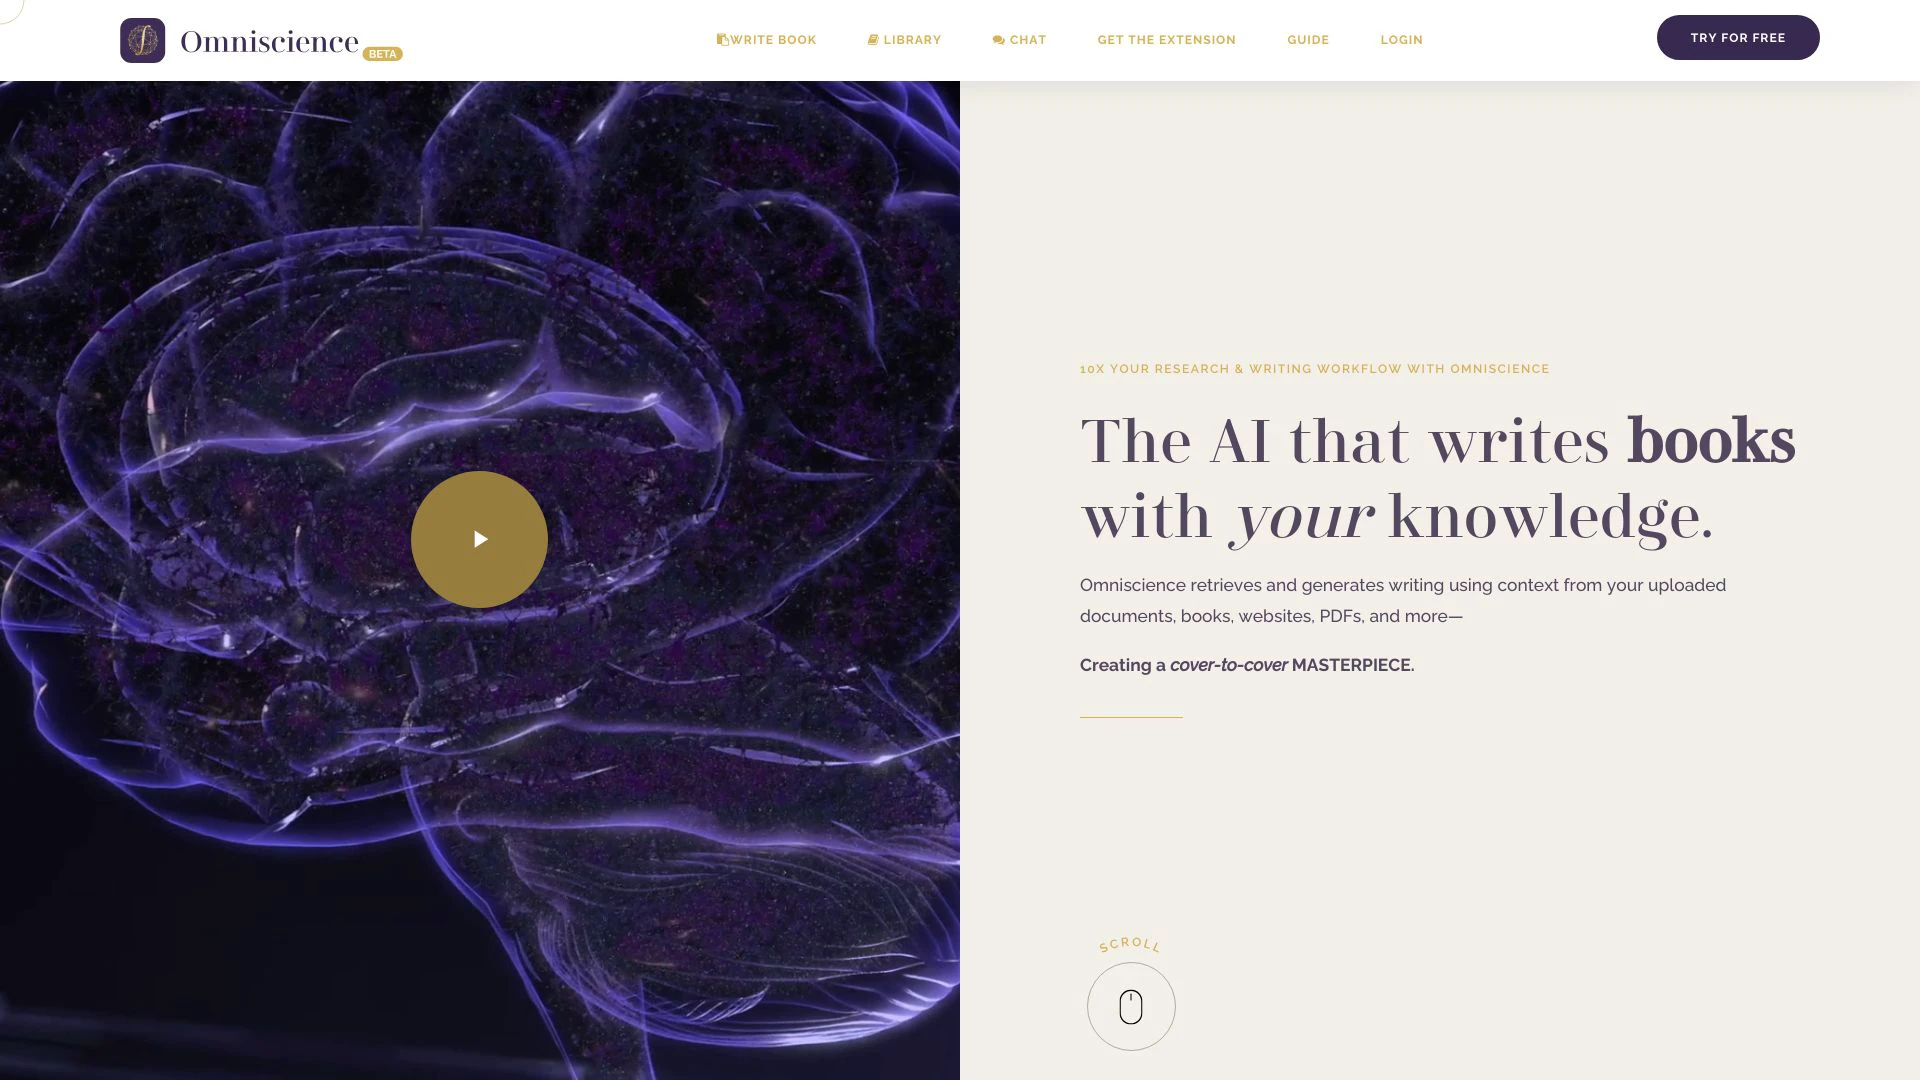 Omniscience BETA
WRITE BOOK LIBRARY CHAT GET THE EXTENSION GUIDE LOGIN
TRY FOR FREE
10X YOUR RESEARCH & WRITING WORKFLOW WITH OMNISCIENCE
The AI that writes books
with your knowledge.
Omniscience retrieves and generates writing using context from your uploaded
documents, books, websites, PDFs, and more—
Creating a cover-to-cover MASTERPIECE.
SCROLL